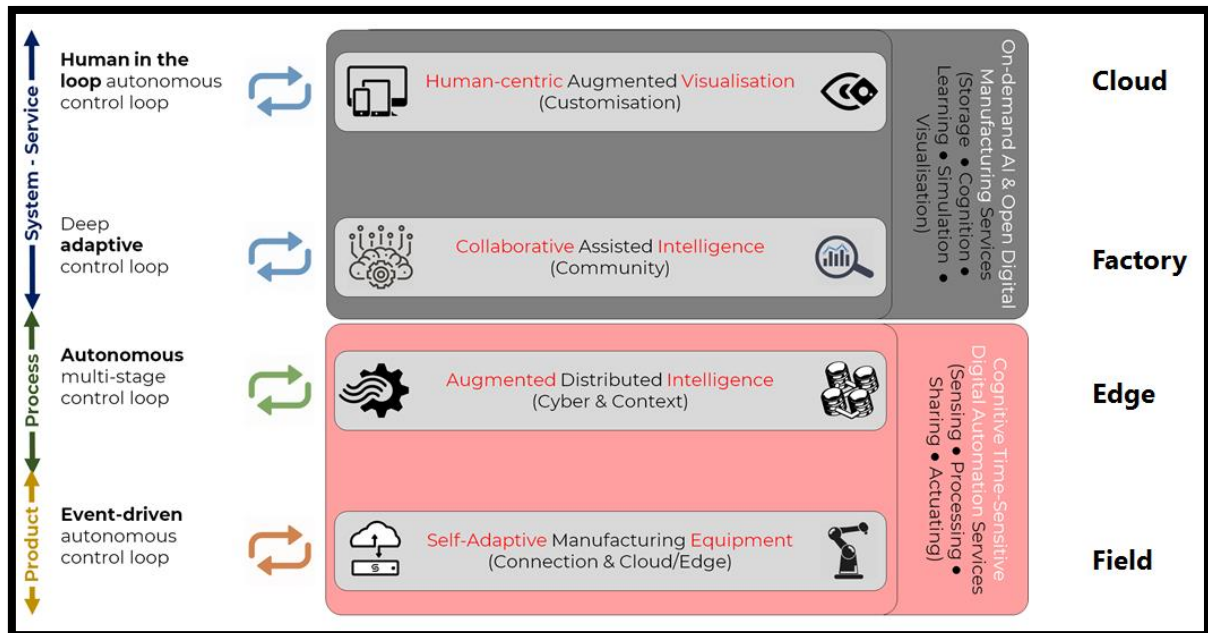 System - Service
Process
Product
Human in the
loop autonomous
control loop
Human-centric Augmented Visualisation
(Customisation)
Cloud
Deep
adaptive
control loop
Collaborative Assisted Intelligence
(Community)
Factory
On-demand AI & Open Digital
Manufacturing Services
(Storage ● Cognition ●
Learning ● Simulation ●
Visualisation)
Autonomous
multi-stage
control loop
Augmented Distributed Intelligence
(Cyber & Context)
Edge
Event-driven
autonomous
control loop
Self-Adaptive Manufacturing Equipment
(Connection & Cloud/Edge)
Field
Cognitive Time-Sensitive
Digital Automation Services
(Sensing ● Processing ●
Sharing ● Actuating)